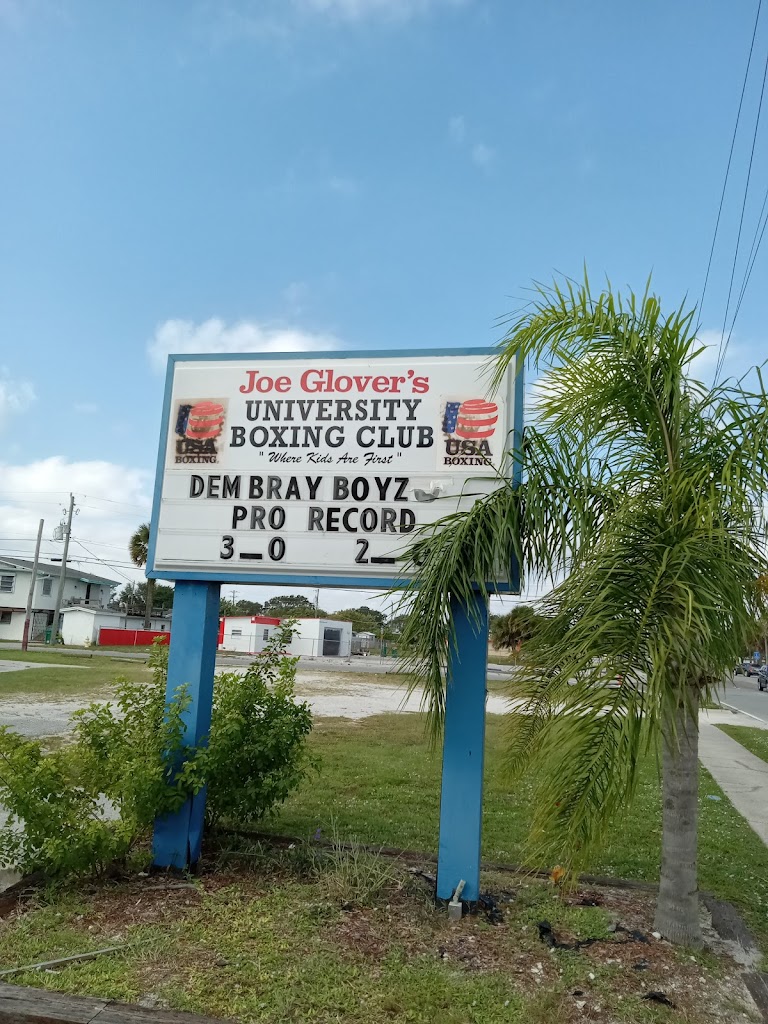 Joe Glover's
UNIVERSITY
BOXING CLUB
"Where Kids Are First"
USA
BOXING
USA
BOXING
DEM BRAY BOYZ
PRO RECORD
3_0 2_